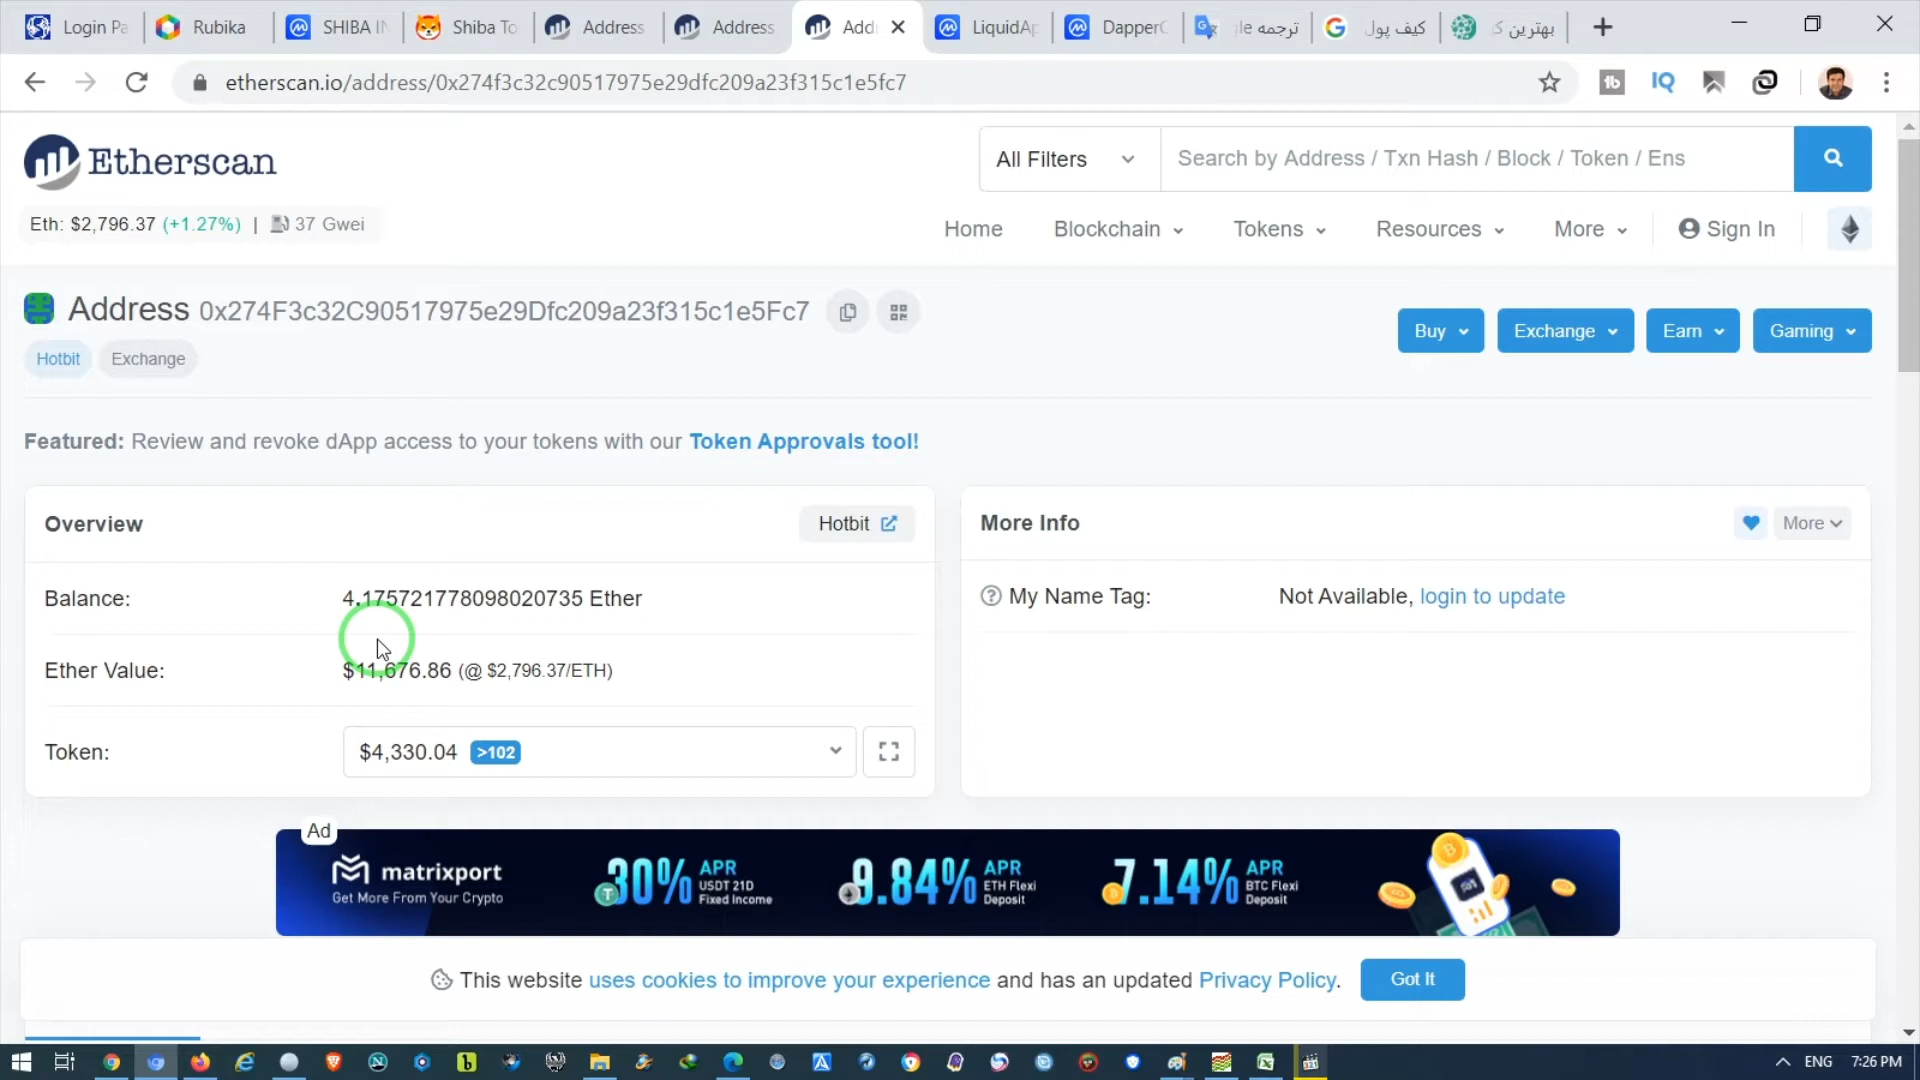 Login Pa
Rubika
SHIBA IN
Shiba To
Address
Address
Addr
LiquidAp
DapperC
ترجمه gle
کیف پول
بهترین ک
etherscan.io/address/0x274f3c32c90517975e29dfc209a23f315c1e5fc7
Etherscan
All Filters
Search by Address / Txn Hash / Block / Token / Ens
Eth: $2,796.37 (+1.27%) | 37 Gwei
Home Blockchain Tokens Resources More Sign In
Address 0x274F3c32C90517975e29Dfc209a23f315c1e5Fc7
Buy Exchange Earn Gaming
Hotbit Exchange
Featured: Review and revoke dApp access to your tokens with our Token Approvals tool!
Overview
Hotbit
More Info
More
Balance: 4.175721778098020735 Ether
My Name Tag: Not Available, login to update
Ether Value: $11,676.86 (@ $2,796.37/ETH)
Token: $4,330.04 >102
Ad
matrixport
Get More From Your Crypto
30% APR USDT 21D Fixed Income
9.84% APR ETH Flexi Deposit
7.14% APR BTC Flexi Deposit
This website uses cookies to improve your experience and has an updated Privacy Policy.
Got It
ENG 7:26 PM